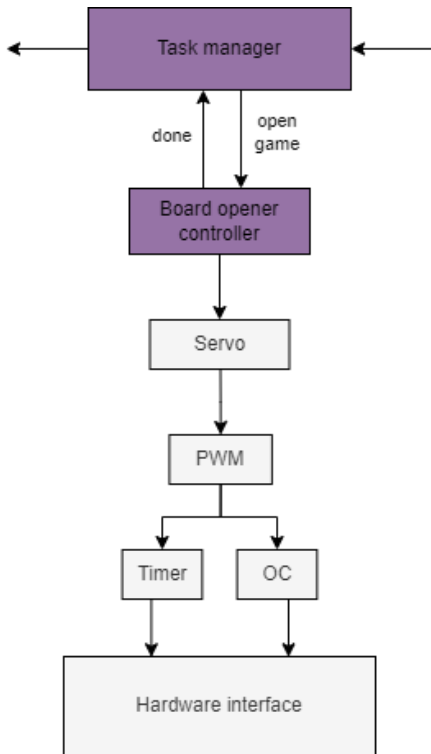 Task manager
done
open
game
Board opener
controller
Servo
PWM
Timer
OC
Hardware interface